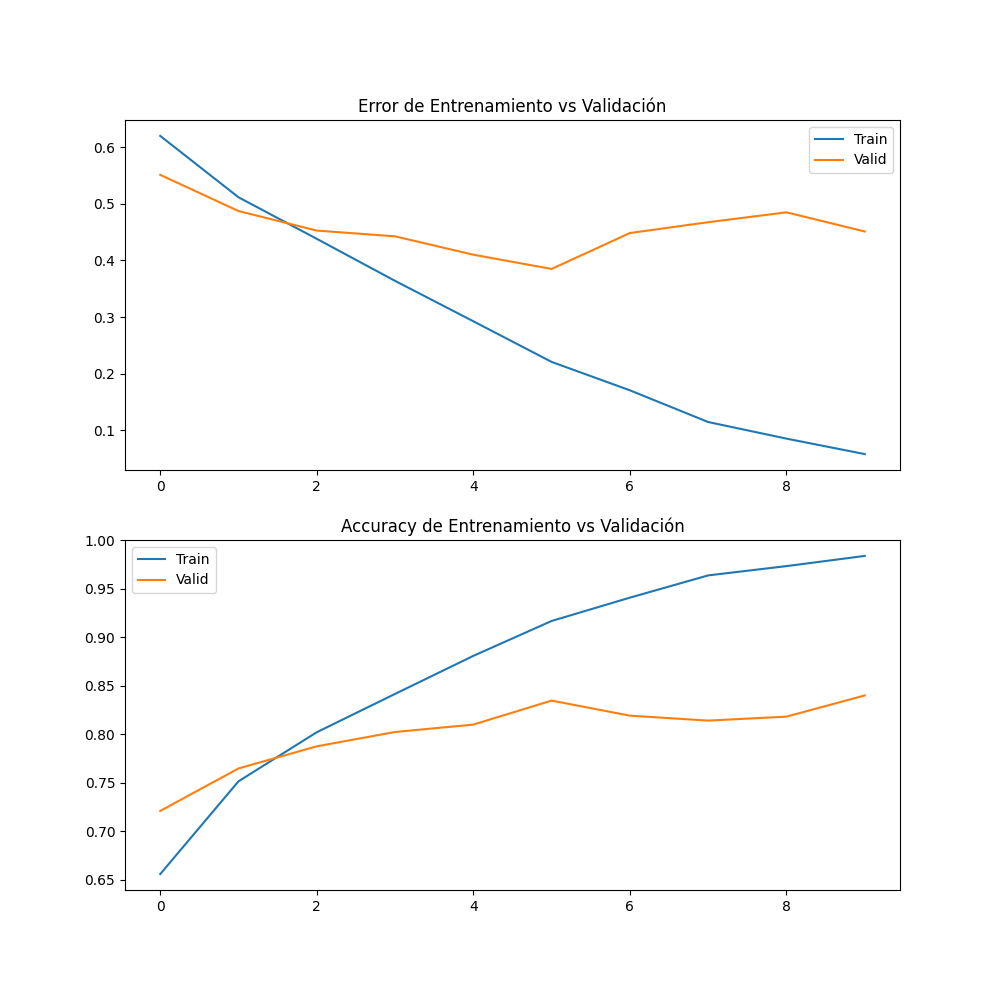 Error de Entrenamiento vs Validación
Train
Valid
0.6
0.5
0.4
0.3
0.2
0.1
0 2 4 6 8
Accuracy de Entrenamiento vs Validación
Train
Valid
1.00
0.95
0.90
0.85
0.80
0.75
0.70
0.65
0 2 4 6 8